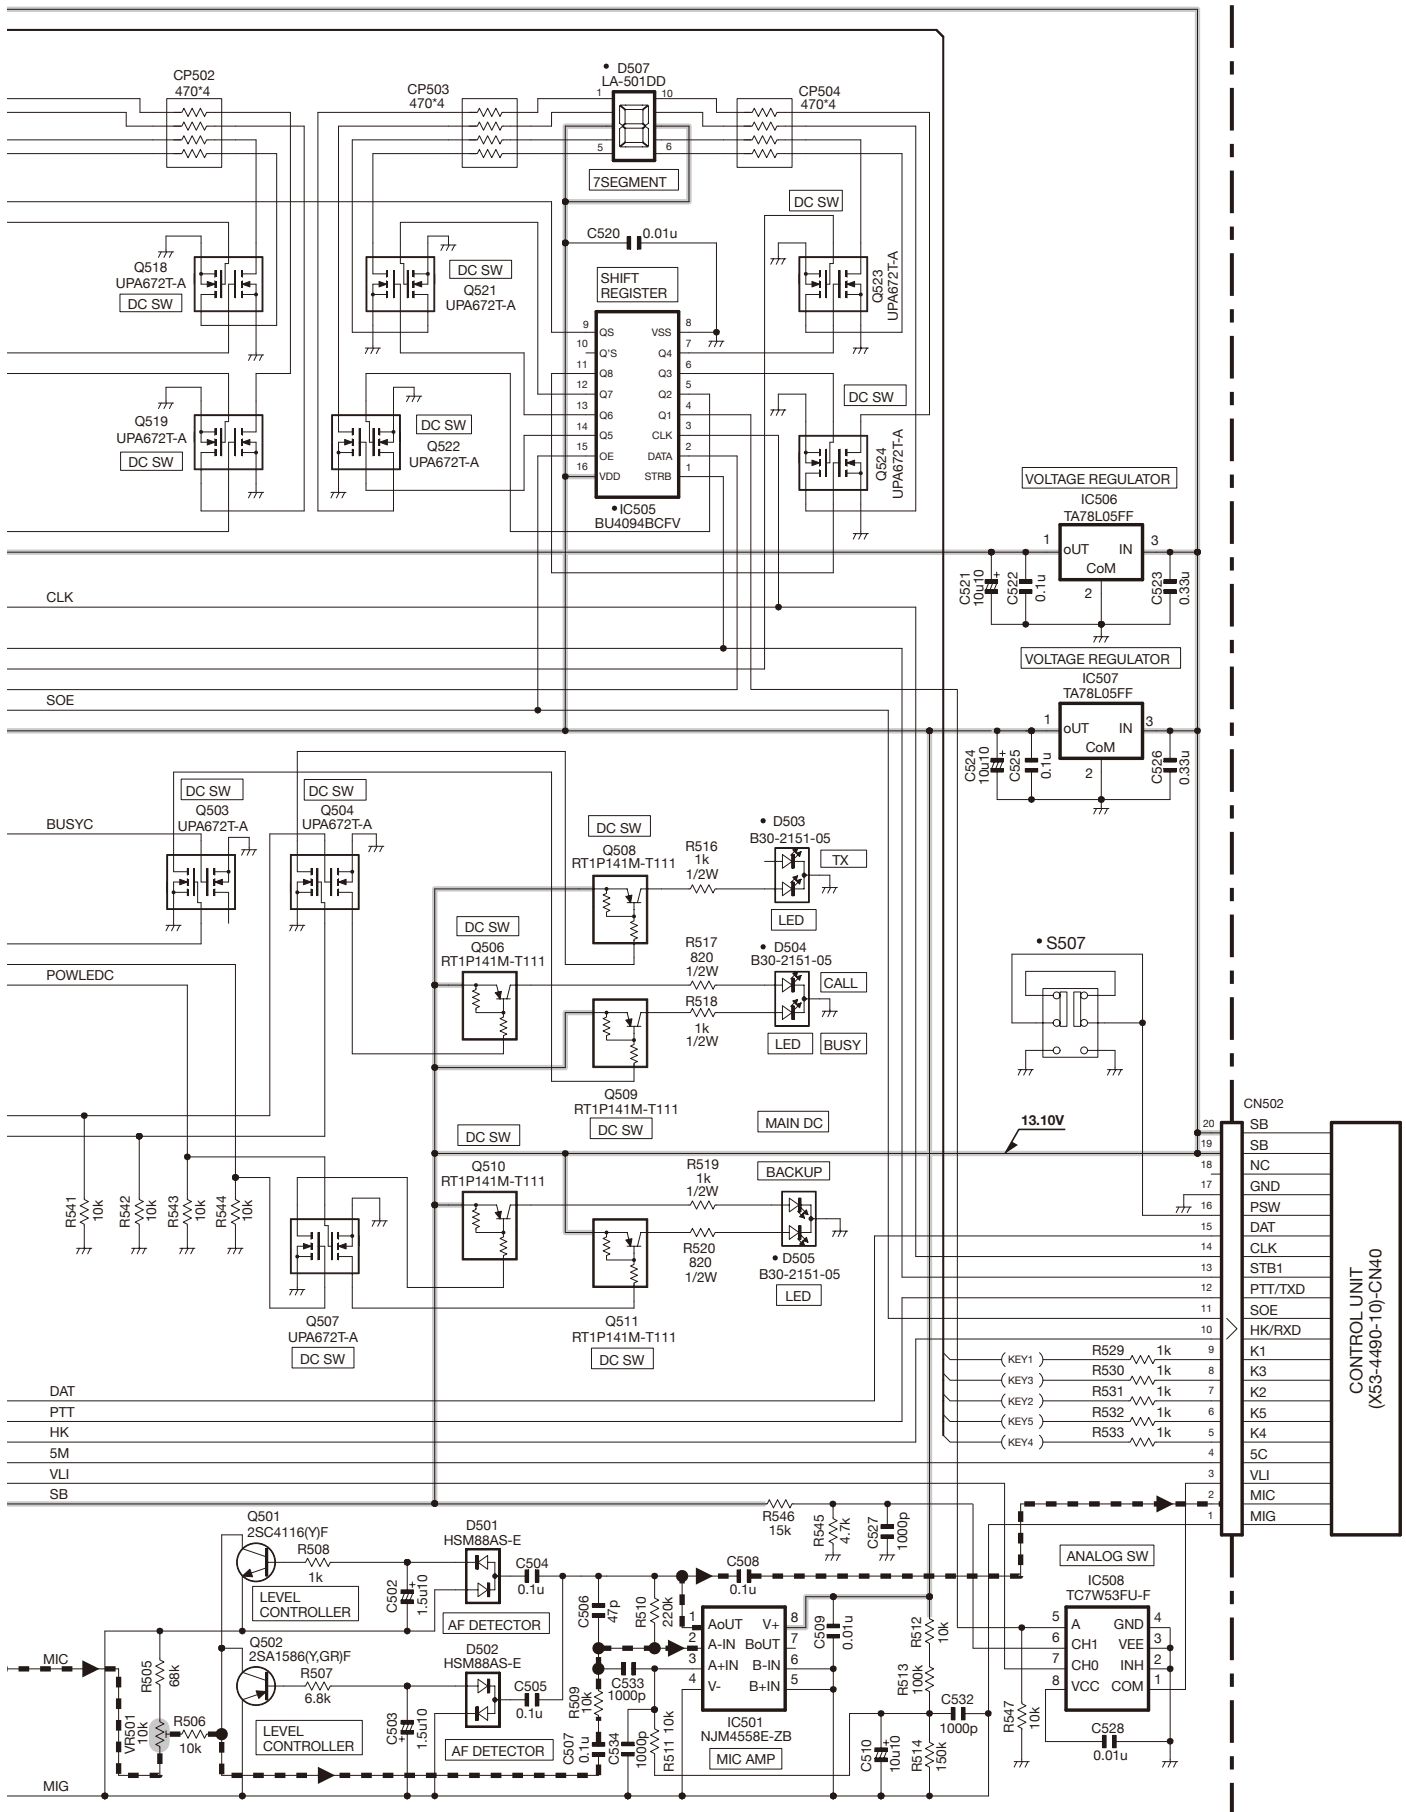 CP502
470*4
CP503
470*4
• D507
LA-501DD
1
10
5
6
CP504
470*4
7SEGMENT
DC SW
C520
0.01u
Q518
UPA672T-A
DC SW
DC SW
Q521
UPA672T-A
SHIFT
REGISTER
Q523
UPA672T-A
9 QS VSS 8
10 Q'S Q4 7
11 Q8 Q3 6
12 Q7 Q2 5
13 Q6 Q1 4
14 Q5 CLK 3
15 OE DATA 2
16 VDD STRB 1
• IC505
BU4094BCFV
Q519
UPA672T-A
DC SW
DC SW
Q522
UPA672T-A
DC SW
Q524
UPA672T-A
VOLTAGE REGULATOR
IC506
TA78L05FF
1 oUT IN 3
CoM
2
C521
10u10
+
C522
0.1u
C523
0.33u
CLK
VOLTAGE REGULATOR
IC507
TA78L05FF
1 oUT IN 3
CoM
2
C524
10u10
+
C525
0.1u
C526
0.33u
SOE
DC SW
Q503
UPA672T-A
DC SW
Q504
UPA672T-A
BUSYC
DC SW
Q508
RT1P141M-T111
R516
1k
1/2W
• D503
B30-2151-05
TX
LED
DC SW
Q506
RT1P141M-T111
R517
820
1/2W
• D504
B30-2151-05
CALL
R518
1k
1/2W
LED
BUSY
• S507
POWLEDC
Q509
RT1P141M-T111
DC SW
MAIN DC
13.10V
DC SW
Q510
RT1P141M-T111
R519
1k
1/2W
BACKUP
R520
820
1/2W
• D505
B30-2151-05
LED
R541
10k
R542
10k
R543
10k
R544
10k
Q507
UPA672T-A
DC SW
Q511
RT1P141M-T111
DC SW
CN502
20 SB
19 SB
18 NC
17 GND
16 PSW
15 DAT
14 CLK
13 STB1
12 PTT/TXD
11 SOE
10 HK/RXD
9 K1
8 K3
7 K2
6 K5
5 K4
4 5C
3 VLI
2 MIC
1 MIG
CONTROL UNIT
(X53-4490-10)-CN40
KEY1 R529 1k
KEY3 R530 1k
KEY2 R531 1k
KEY5 R532 1k
KEY4 R533 1k
DAT
PTT
HK
5M
VLI
SB
Q501
2SC4116(Y)F
R508
1k
LEVEL
CONTROLLER
C502
1.5u10
+
D501
HSM88AS-E
C504
0.1u
AF DETECTOR
C506
47p
R510
220k
C508
0.1u
R546
15k
R545
4.7k
C527
1000p
ANALOG SW
IC508
TC7W53FU-F
5 A GND 4
6 CH1 VEE 3
7 CH0 INH 2
8 VCC COM 1
1 AoUT V+ 8
2 A-IN BoUT 7
3 A+IN B-IN 6
4 V- B+IN 5
IC501
NJM4558E-ZB
MIC AMP
C509
0.01u
R512
10k
R513
100k
C532
1000p
R547
10k
C528
0.01u
MIC
R505
68k
VR501
10k
R506
10k
Q502
2SA1586(Y,GR)F
R507
6.8k
LEVEL
CONTROLLER
C503
1.5u10
+
D502
HSM88AS-E
C505
0.1u
AF DETECTOR
R509
10k
C507
0.1u
C533
1000p
C534
1000p
R511 10k
C510
10u10
+
R514
150k
MIG